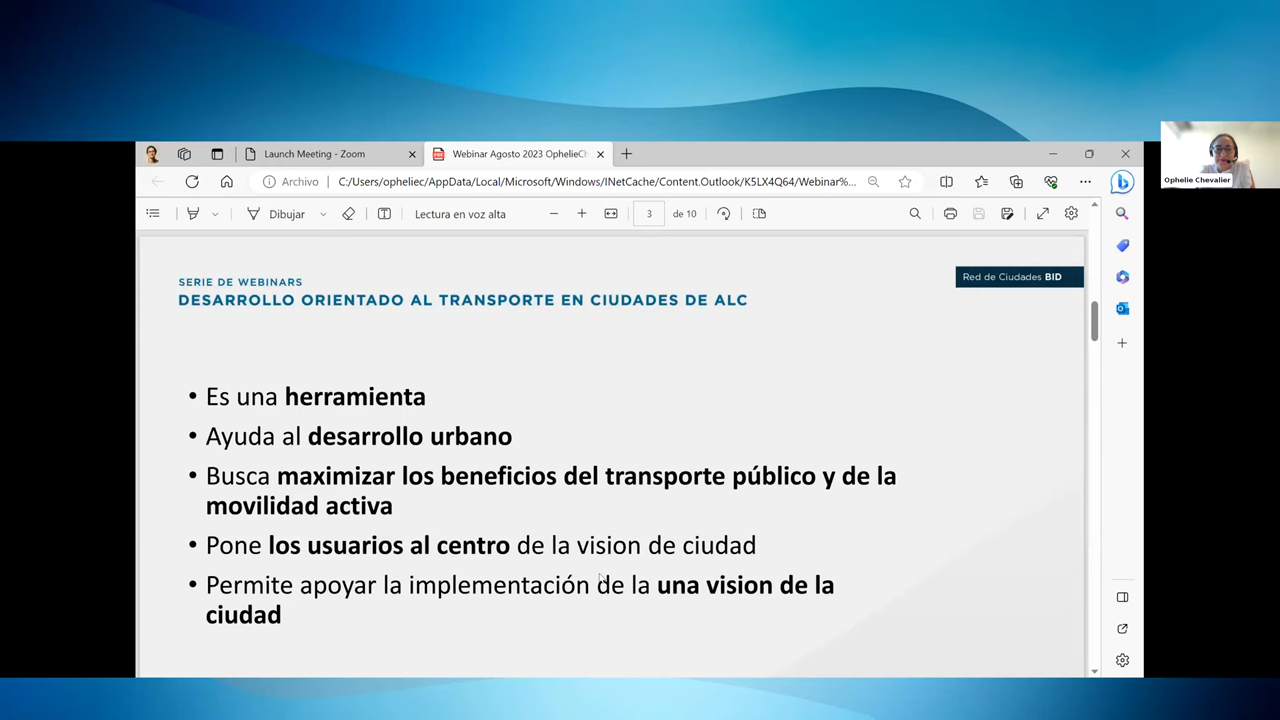 Launch Meeting - Zoom
Webinar Agosto 2023 OphelieCh
Archivo
C:/Users/opheliec/AppData/Local/Microsoft/Windows/INetCache/Content.Outlook/K5LX4Q64/Webinar%...
Ophelie Chevalier
Dibujar
Lectura en voz alta
3
de 10
SERIE DE WEBINARS
DESARROLLO ORIENTADO AL TRANSPORTE EN CIUDADES DE ALC
Red de Ciudades BID
• Es una herramienta
• Ayuda al desarrollo urbano
• Busca maximizar los beneficios del transporte público y de la
movilidad activa
• Pone los usuarios al centro de la vision de ciudad
• Permite apoyar la implementación de la una vision de la
ciudad